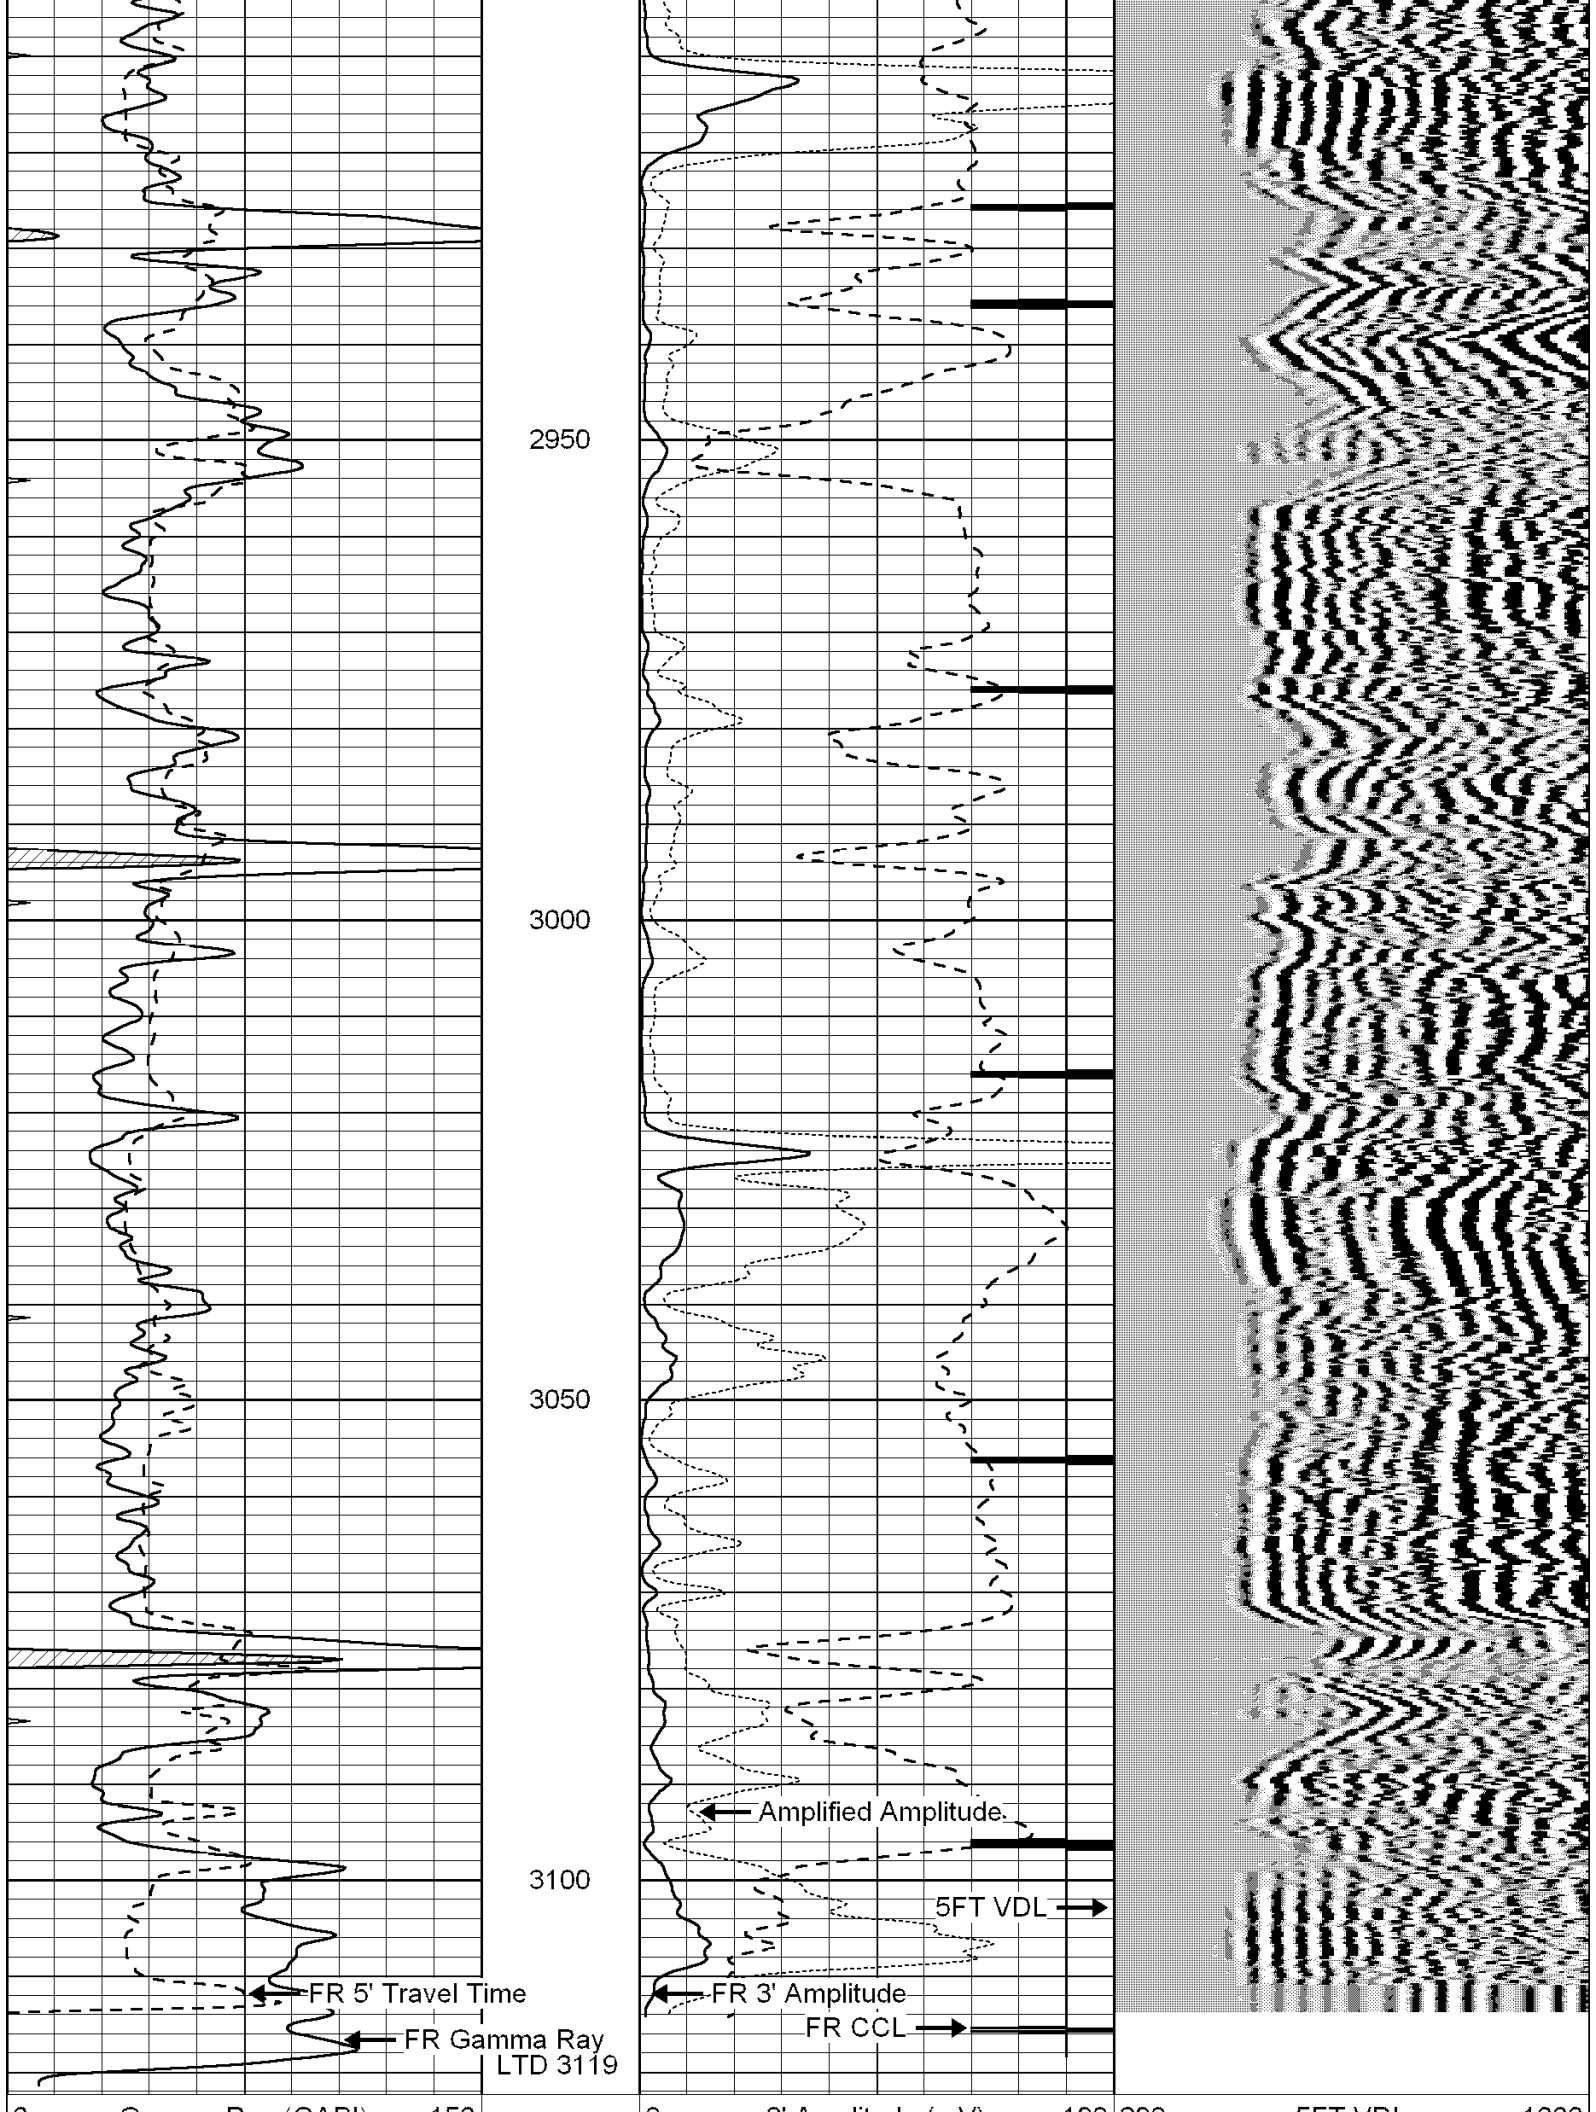 2950
3000
3050
Amplified Amplitude
3100
5FT VDL
FR 5' Travel Time
FR 3' Amplitude
FR CCL
FR Gamma Ray
LTD 3119